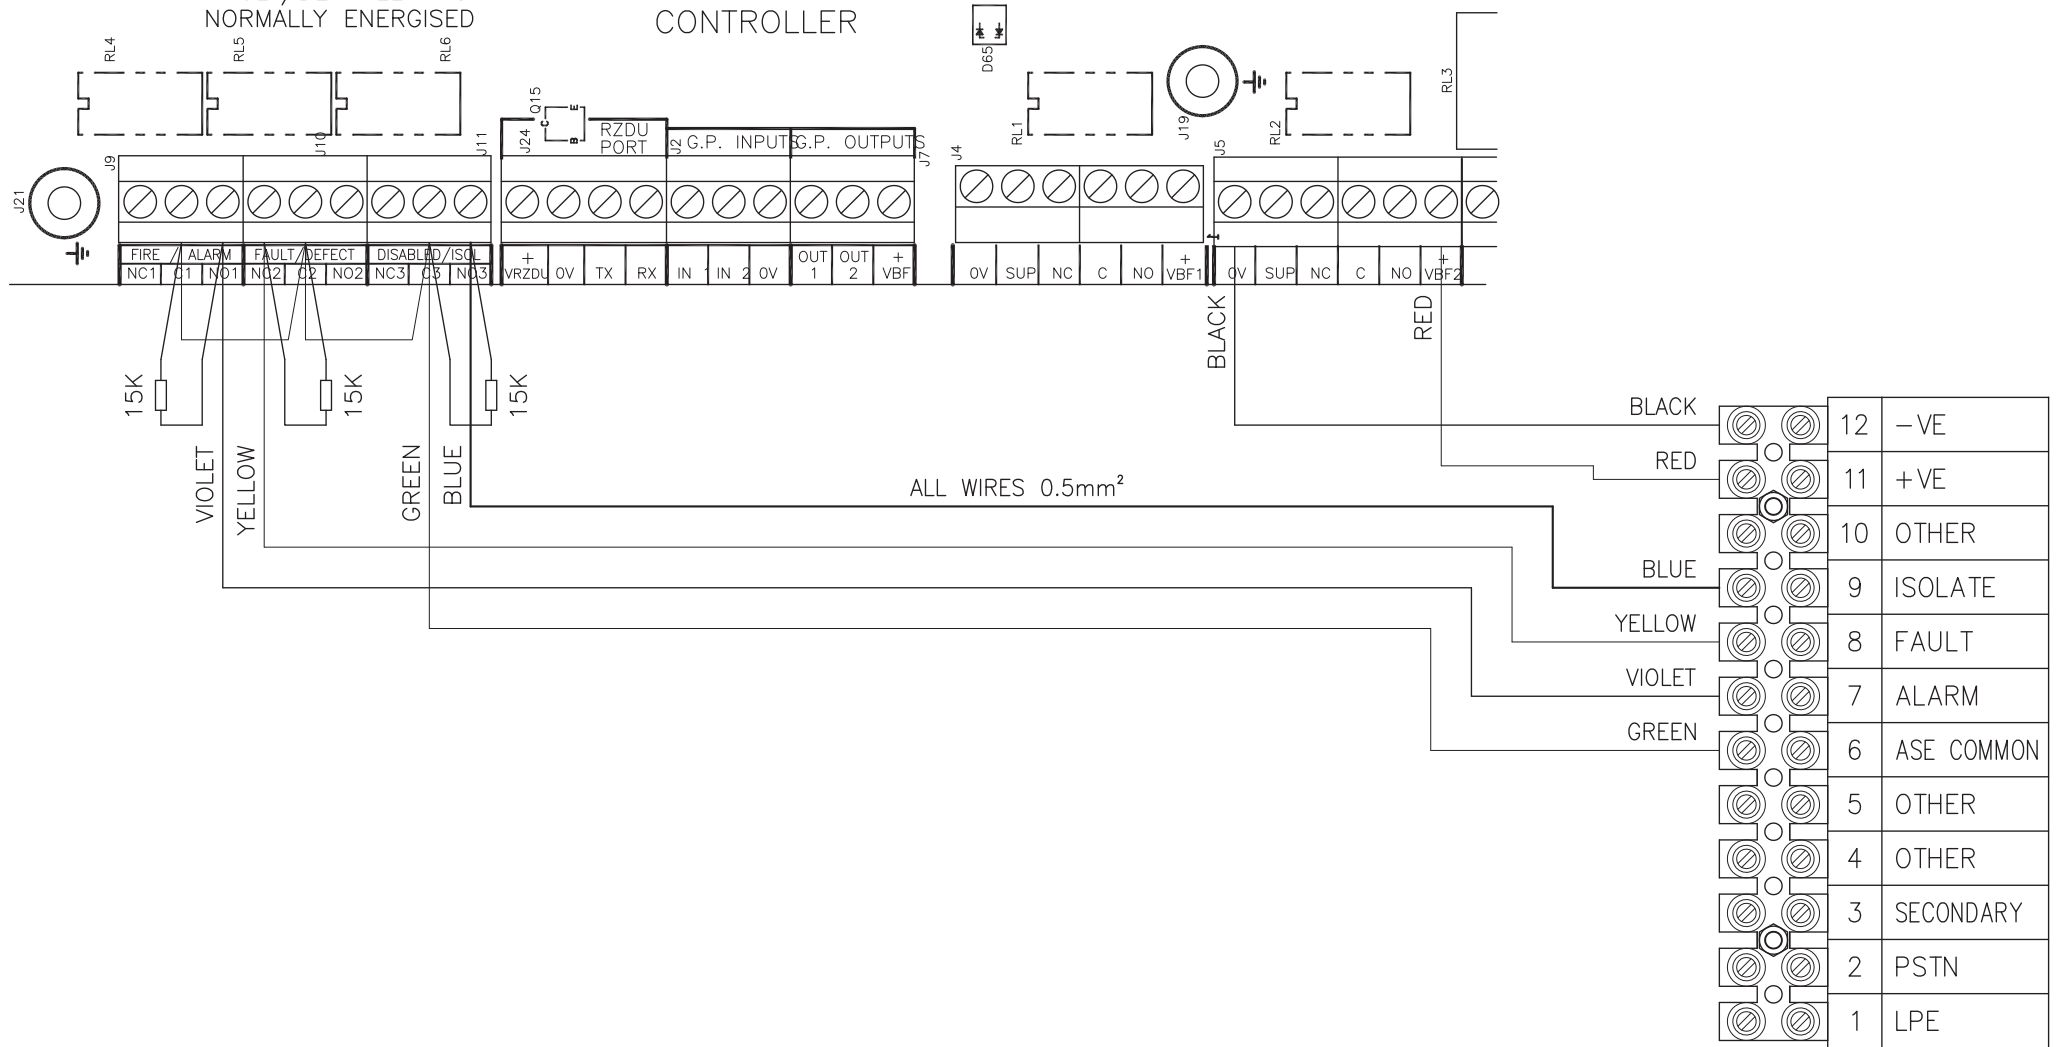 NORMALLY ENERGISED
CONTROLLER
RL4
RL5
RL6
D65
RL3
Q15
C
E
B
J24
RZDU
PORT
J2
G.P. INPUTS
G.P. OUTPUTS
J7
J4
RL1
J19
RL2
J5
J21
J9
J10
J11
FIRE ALARM
FAULT/DEFECT
DISABLED/ISOL
NC1 C1 NO1 NC2 C2 NO2 NC3 C3 NO3
+
VRZDU
0V
TX
RX
IN 1
IN 2
0V
OUT
1
OUT
2
+
VBF
0V
SUP
NC
C
NO
+
VBF1
1
0V
SUP
NC
C
NO
+
VBF2
BLACK
RED
15K
15K
15K
VIOLET
YELLOW
GREEN
BLUE
ALL WIRES 0.5mm²
BLACK
RED
BLUE
YELLOW
VIOLET
GREEN
12 -VE
11 +VE
10 OTHER
9 ISOLATE
8 FAULT
7 ALARM
6 ASE COMMON
5 OTHER
4 OTHER
3 SECONDARY
2 PSTN
1 LPE